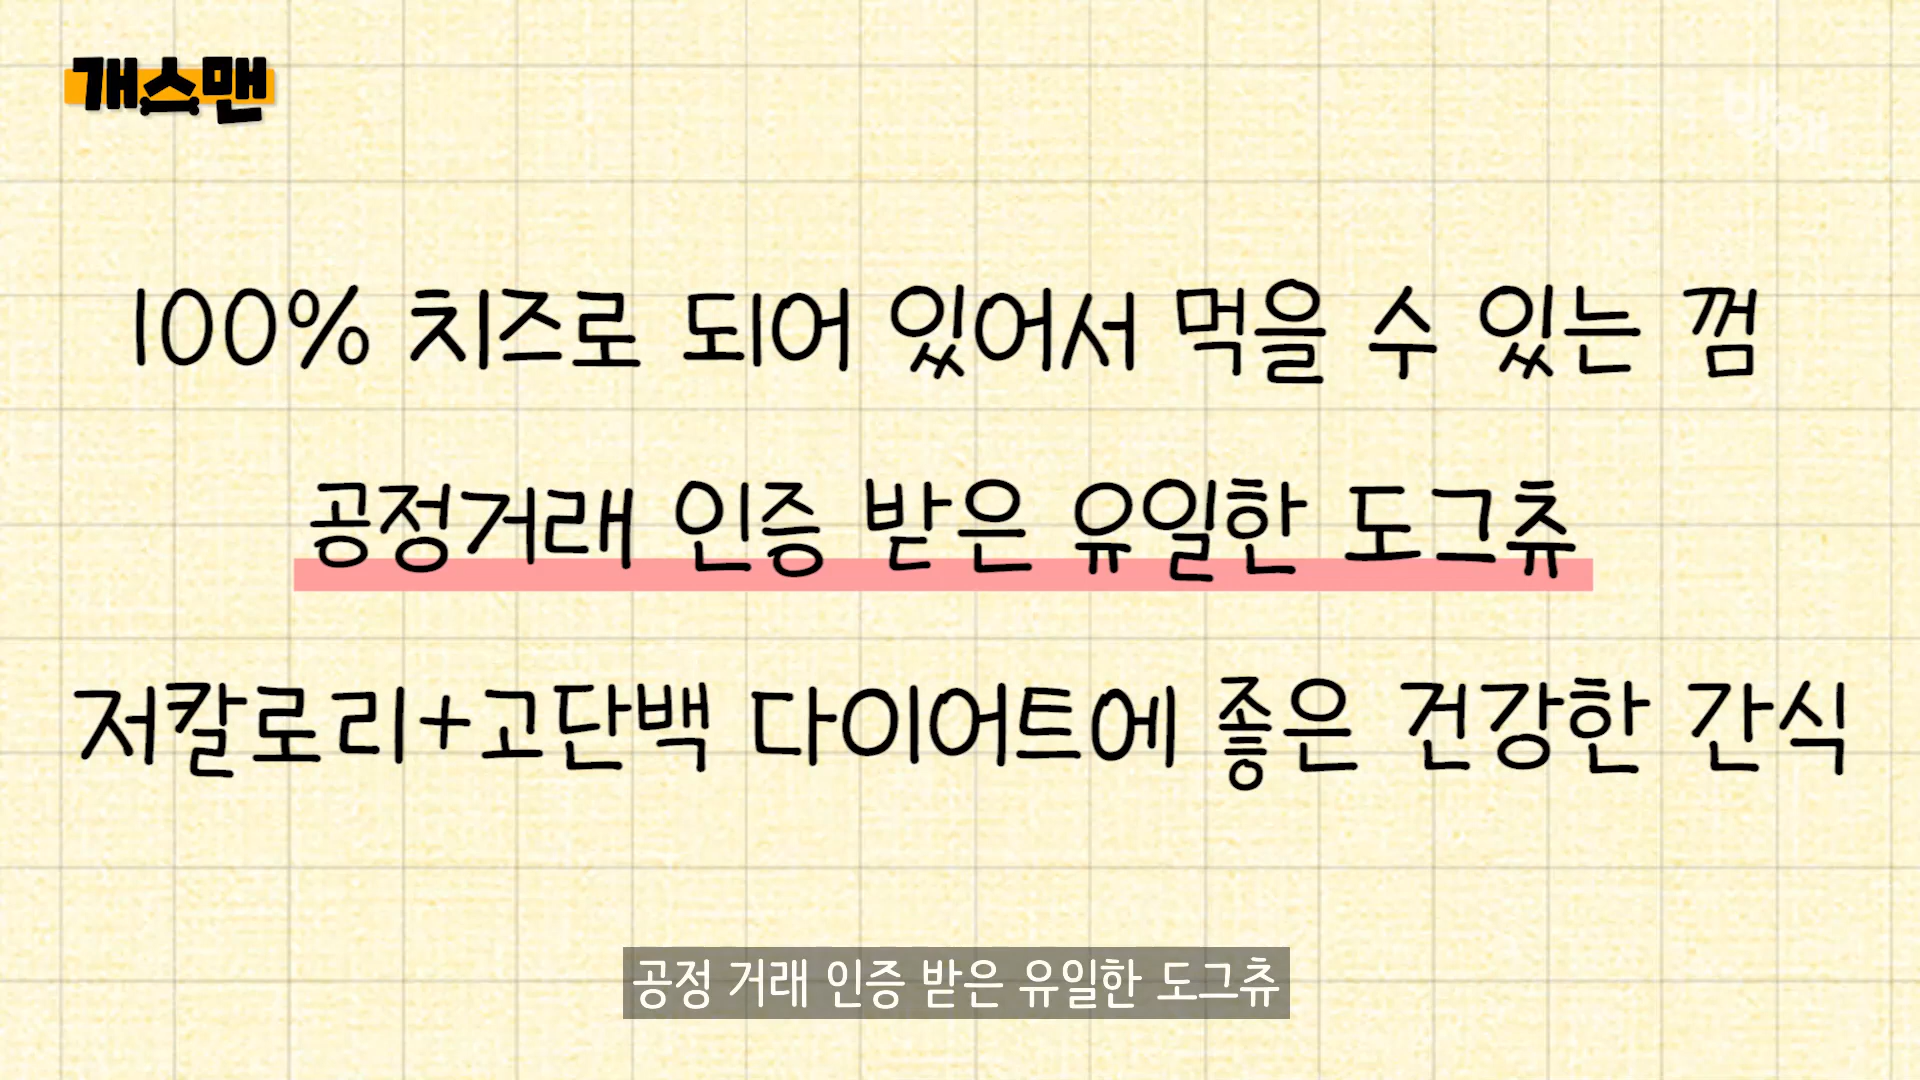 개스맨
100% 치즈로 되어 있어서 먹을 수 있는 껌
공정거래 인증 받은 유일한 도그츄
저칼로리+고단백 다이어트에 좋은 건강한 간식
공정 거래 인증 받은 유일한 도그츄